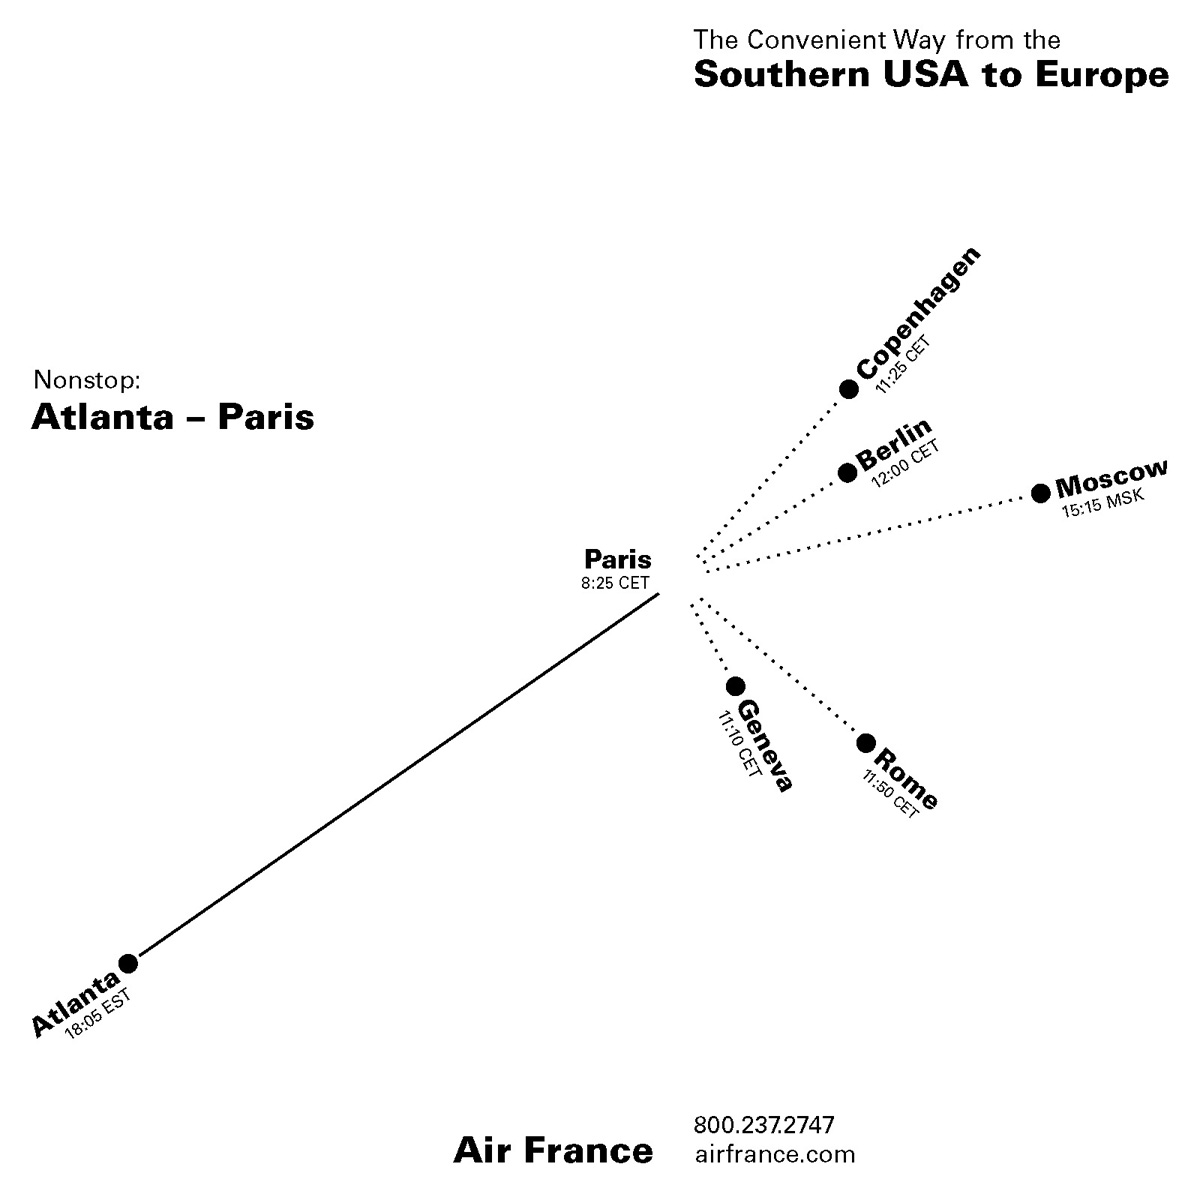 The Convenient Way from the
Southern USA to Europe
Nonstop:
Atlanta – Paris
Copenhagen
11:25 CET
Berlin
12:00 CET
Moscow
15:15 MSK
Paris
8:25 CET
Geneva
11:10 CET
Rome
11:50 CET
Atlanta
18:05 EST
Air France
800.237.2747
airfrance.com